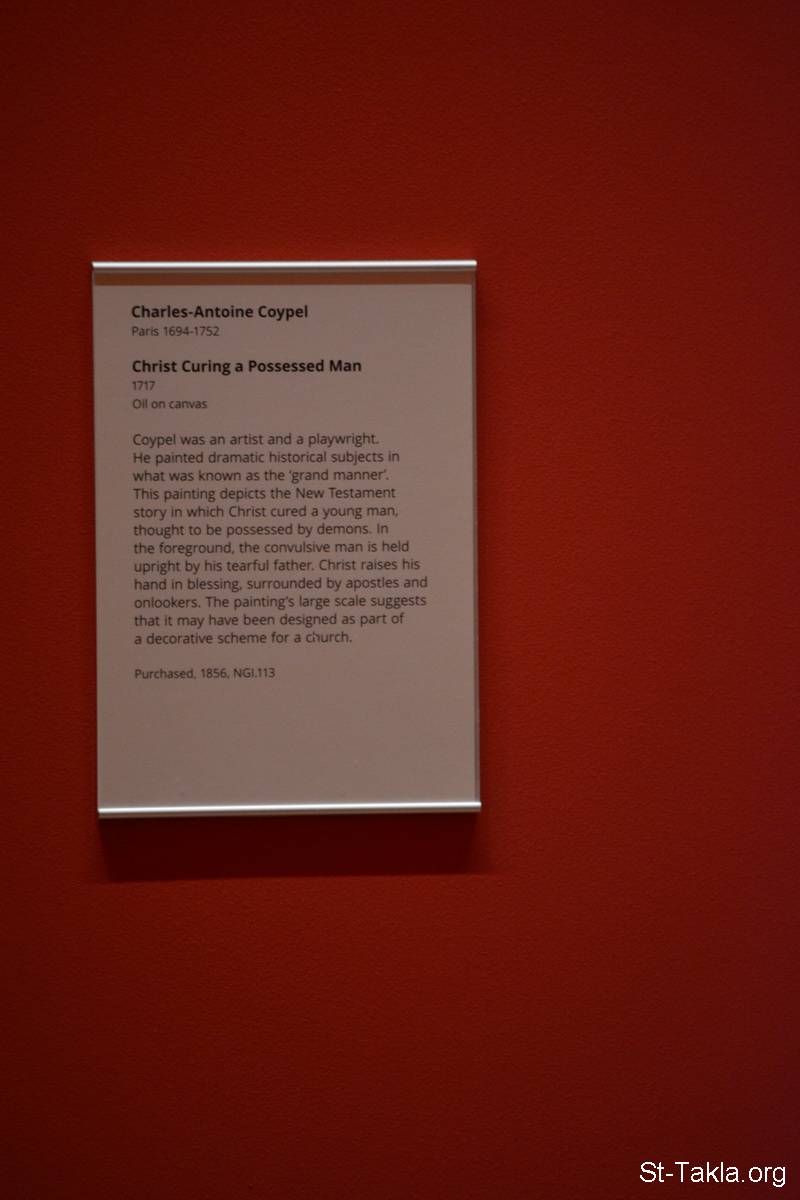 Charles-Antoine Coypel
Paris 1694-1752
Christ Curing a Possessed Man
1717
Oil on canvas
Coypel was an artist and a playwright.
He painted dramatic historical subjects in
what was known as the ‘grand manner’.
This painting depicts the New Testament
story in which Christ cured a young man,
thought to be possessed by demons. In
the foreground, the convulsive man is held
upright by his tearful father. Christ raises his
hand in blessing, surrounded by apostles and
onlookers. The painting’s large scale suggests
that it may have been designed as part of
a decorative scheme for a church.
Purchased, 1856, NGI.113
St-Takla.org